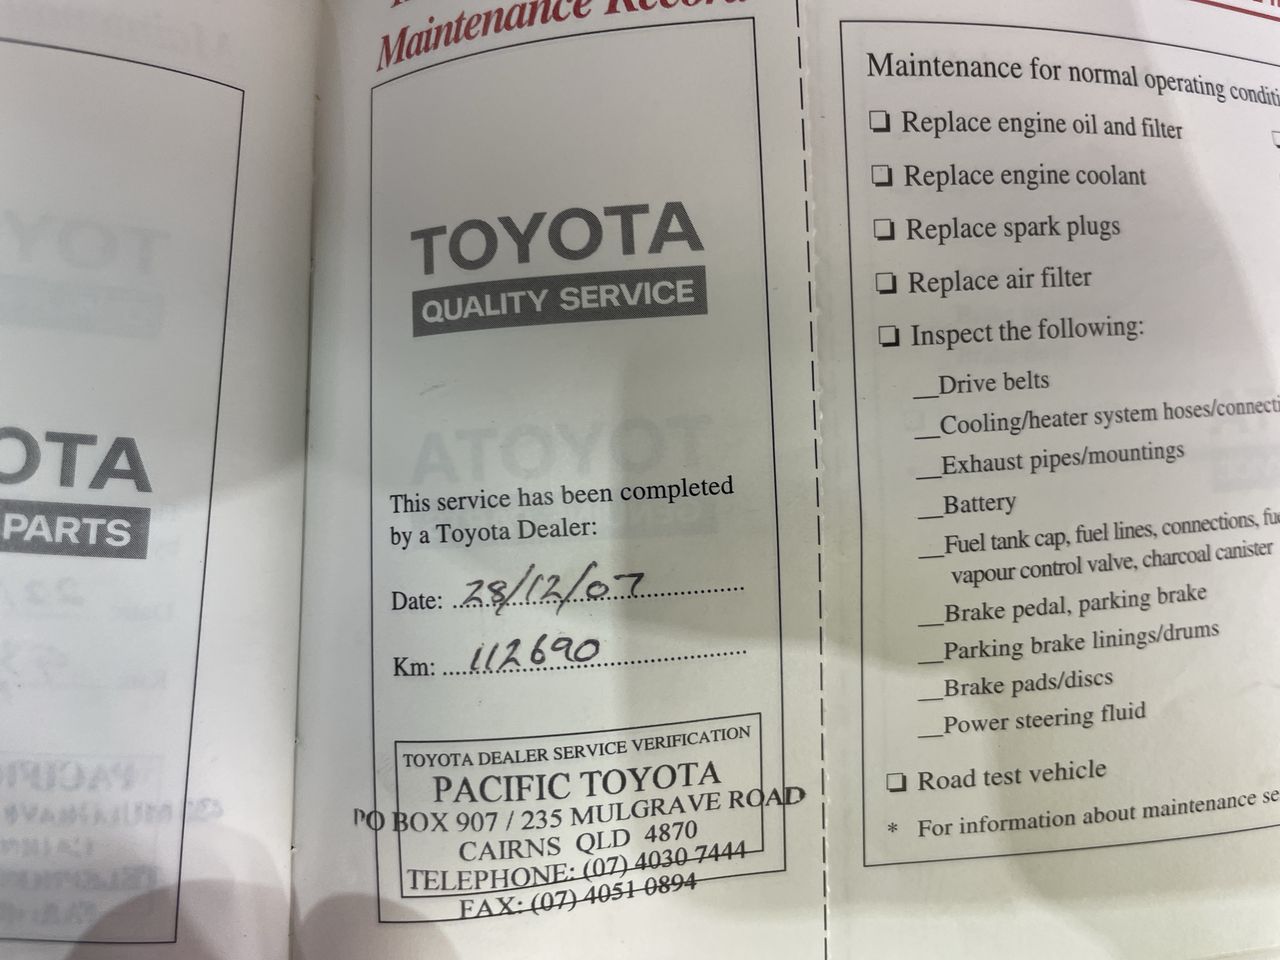 OTA
PARTS
Maintenance Record
TOYOTA
QUALITY SERVICE
This service has been completed
by a Toyota Dealer:
Date: 28/12/07
Km: 112690
TOYOTA DEALER SERVICE VERIFICATION
PACIFIC TOYOTA
PO BOX 907 / 235 MULGRAVE ROAD
CAIRNS QLD 4870
TELEPHONE: (07) 4030 7444
FAX: (07) 4051 0894
Maintenance for normal operating conditi
❏ Replace engine oil and filter
❏ Replace engine coolant
❏ Replace spark plugs
❏ Replace air filter
❏ Inspect the following:
__Drive belts
__Cooling/heater system hoses/connecti
__Exhaust pipes/mountings
__Battery
__Fuel tank cap, fuel lines, connections, fue
vapour control valve, charcoal canister
__Brake pedal, parking brake
__Parking brake linings/drums
__Brake pads/discs
__Power steering fluid
❏ Road test vehicle
* For information about maintenance se